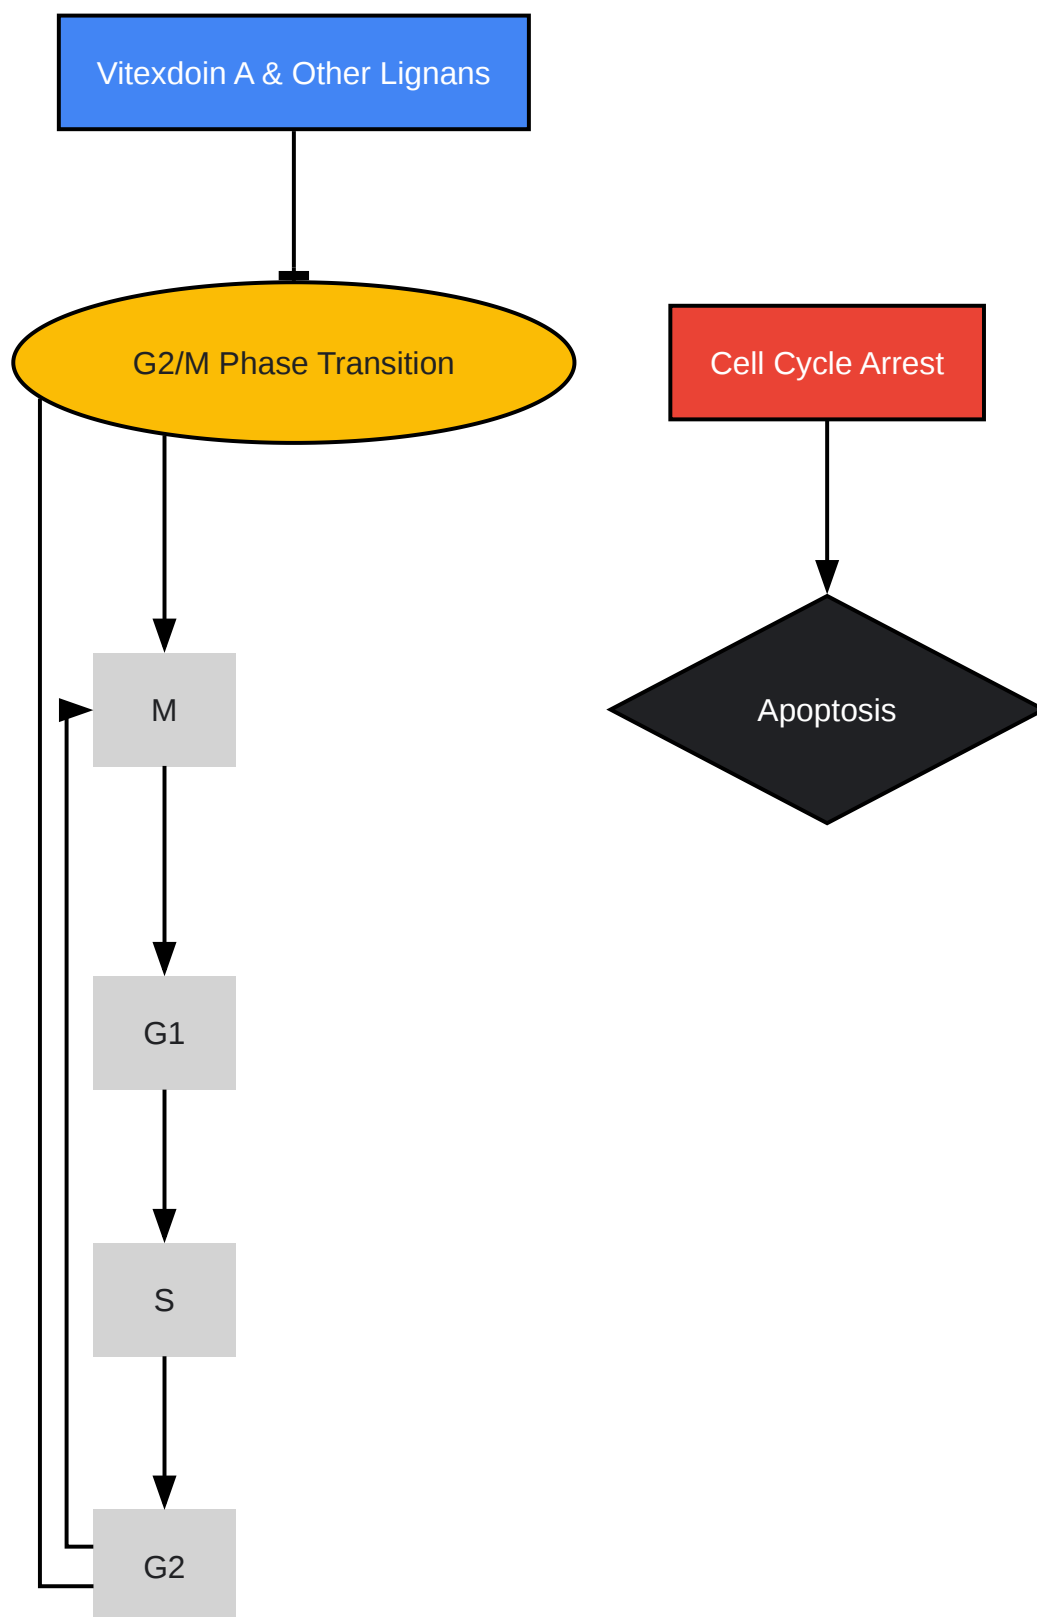 Vitexdoin A & Other Lignans
G2/M Phase Transition
Cell Cycle Arrest
M
Apoptosis
G1
S
G2